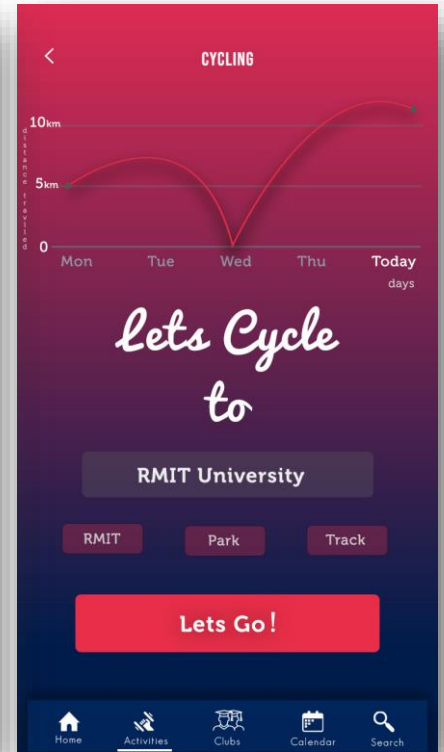 CYCLING
10km
distance traviled
5km
0
Mon Tue Wed Thu Today
days
Lets Cycle
to
RMIT University
RMIT Park Track
Lets Go!
Home Activities Clubs Calendar Search